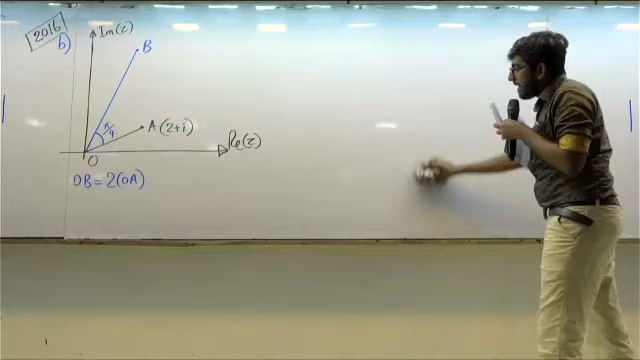 2016
Im(z)
b)
B
π/4
A (2+i)
Re(z)
O
OB = 2(OA)